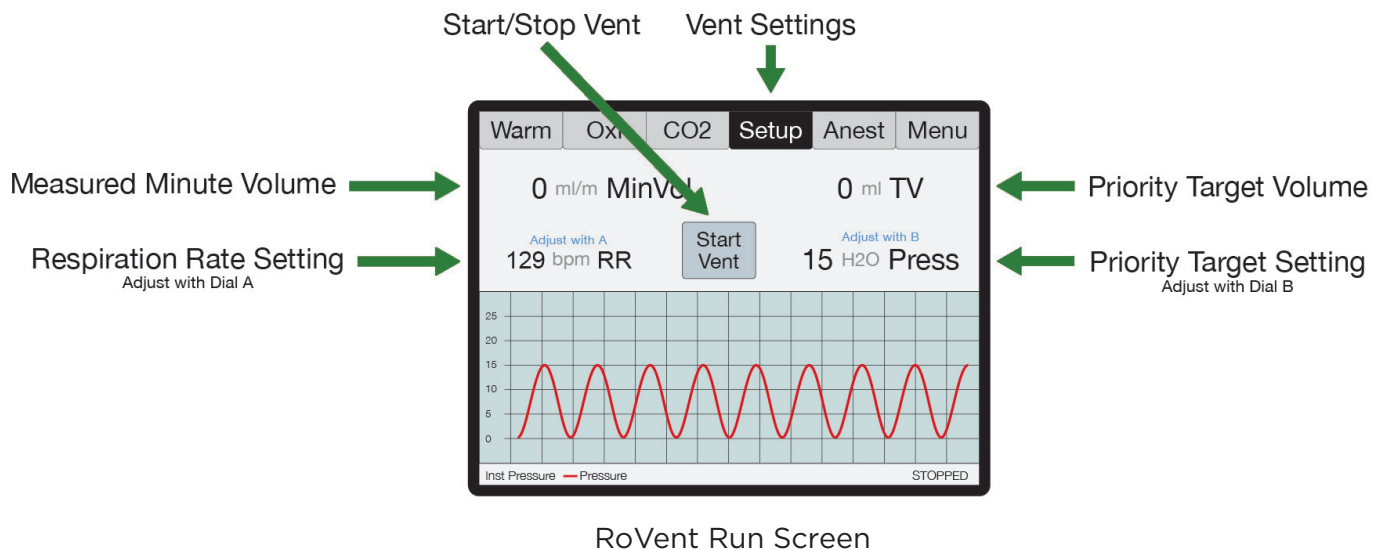 Start/Stop Vent
Vent Settings
Warm
CO2
Setup
Anest
Menu
Measured Minute Volume
0 ml/m MinVol
0 ml TV
Priority Target Volume
Respiration Rate Setting
Adjust with Dial A
Adjust with A
129 bpm RR
Start
Vent
Adjust with B
15 H2O Press
Priority Target Setting
Adjust with Dial B
25
20
15
10
5
0
Inst Pressure
Pressure
STOPPED
RoVent Run Screen